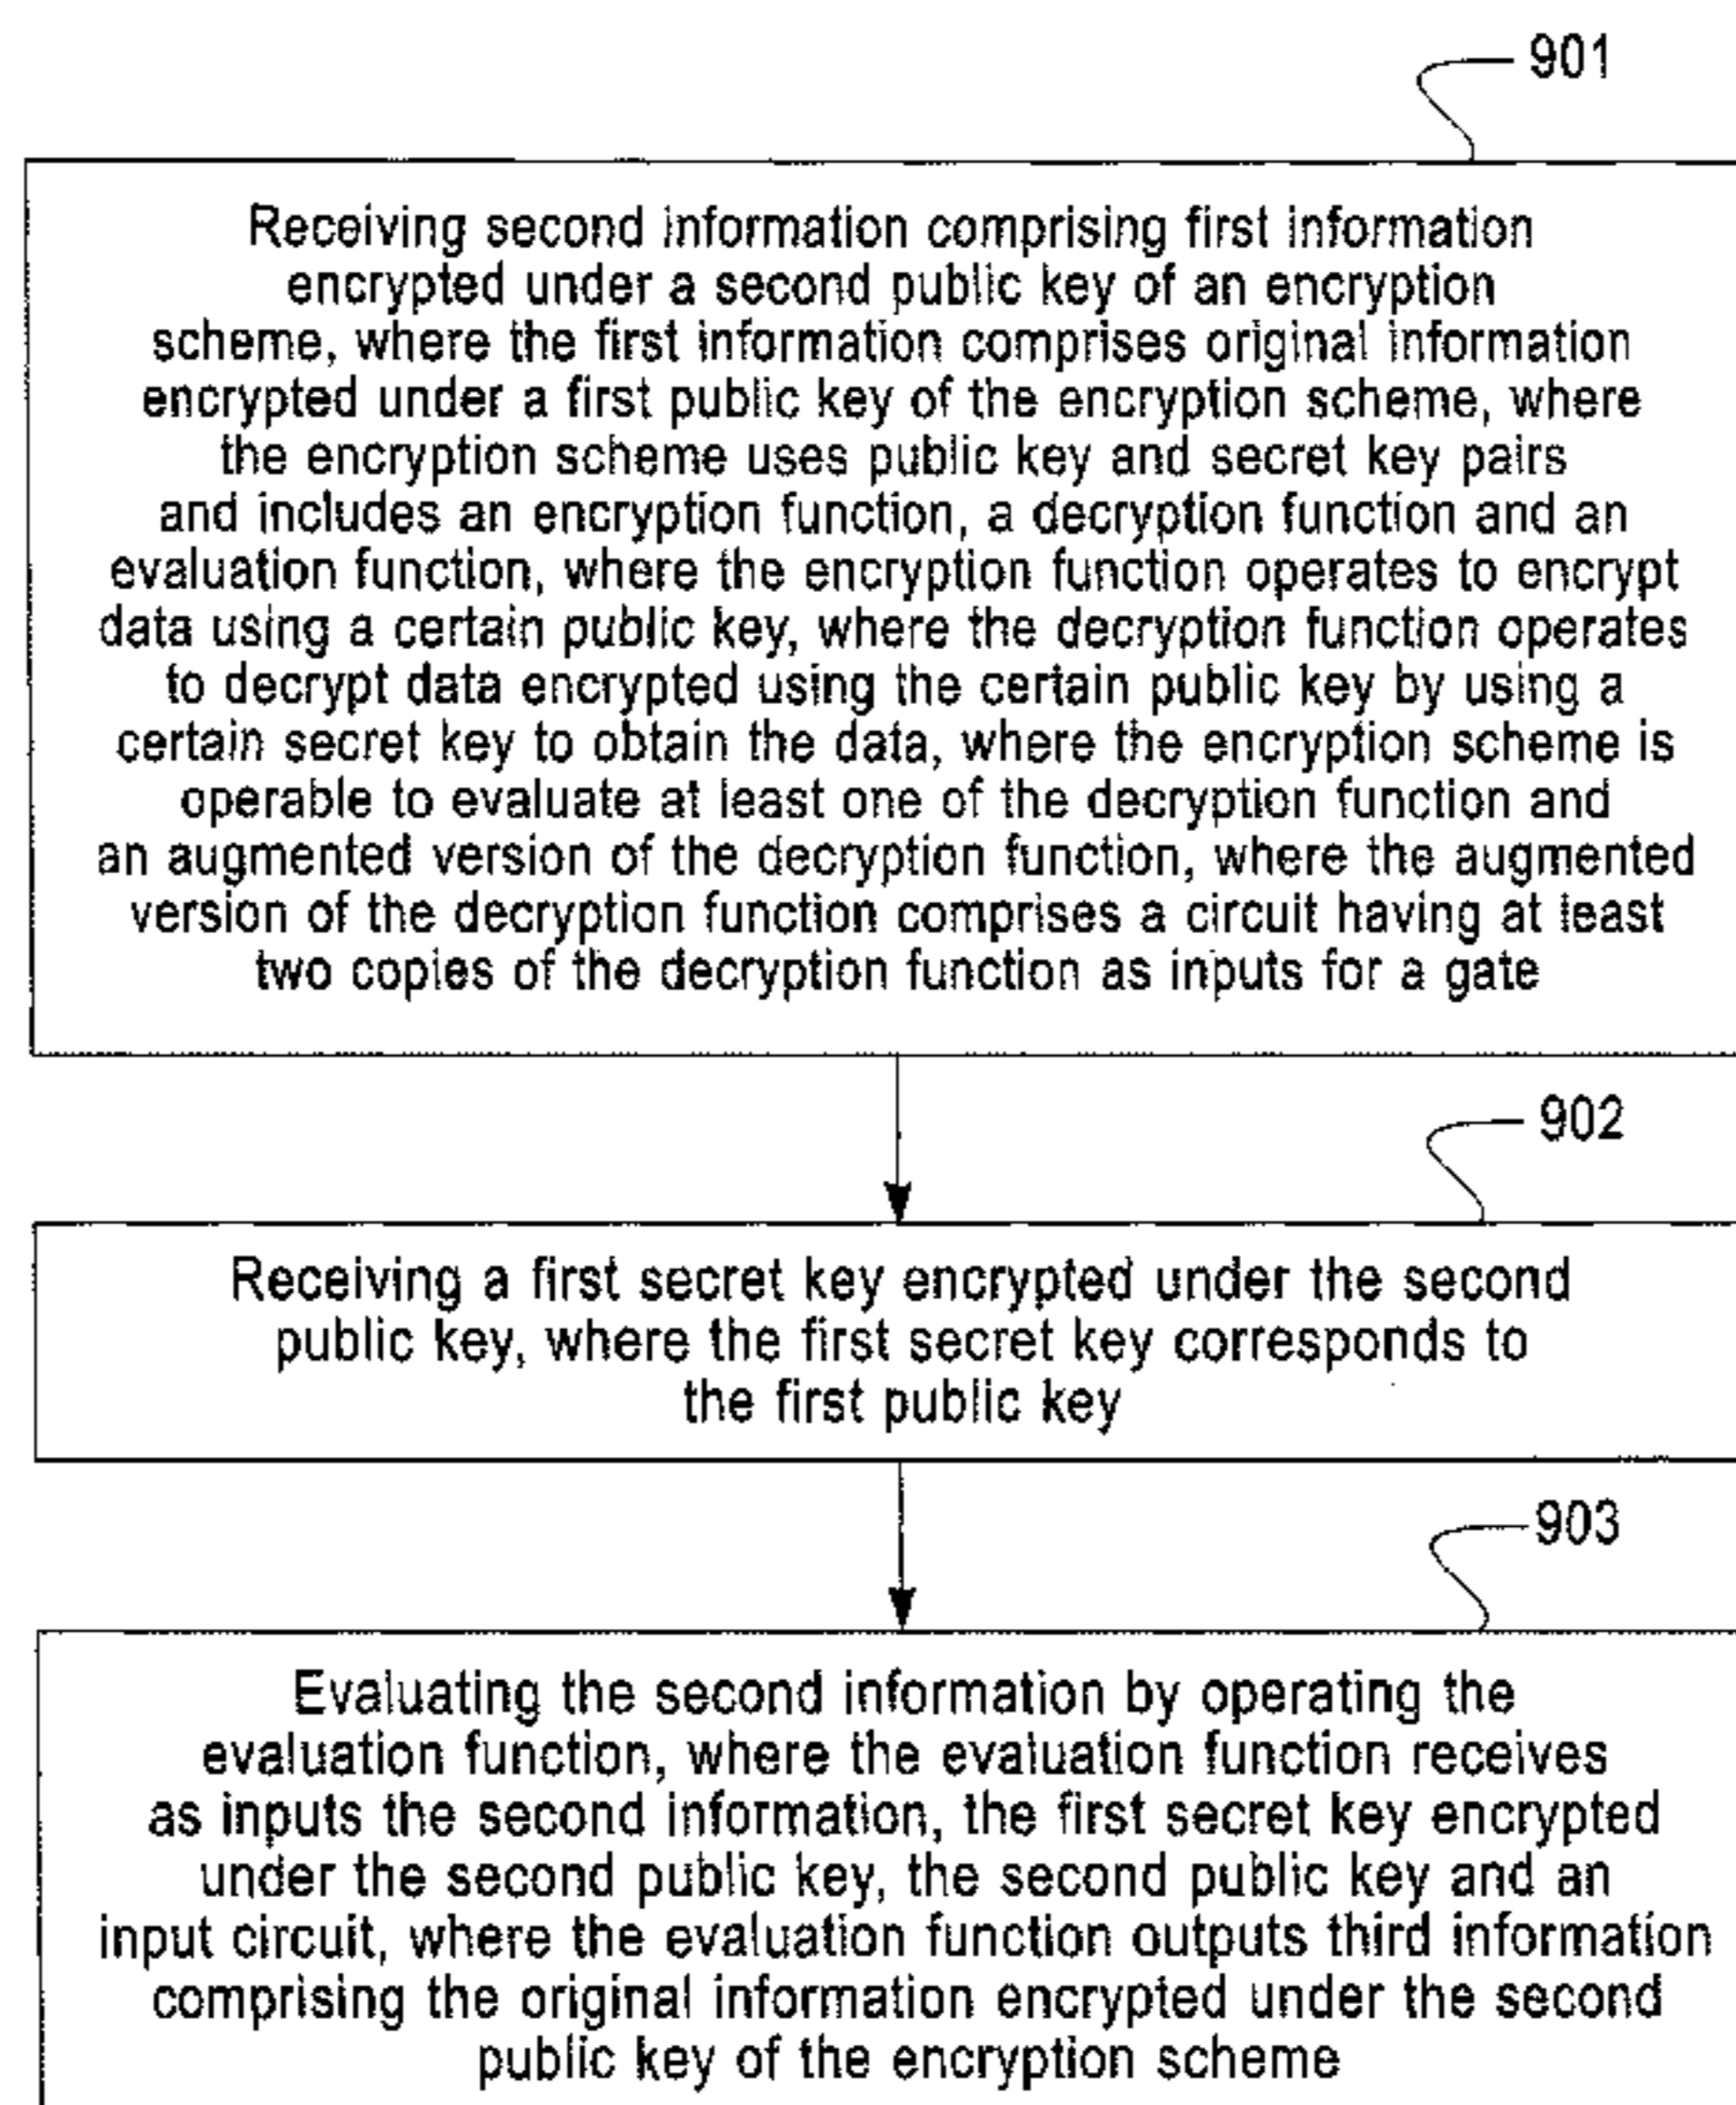 901
Receiving second information comprising first information
encrypted under a second public key of an encryption
scheme, where the first information comprises original information
encrypted under a first public key of the encryption scheme, where
the encryption scheme uses public key and secret key pairs
and includes an encryption function, a decryption function and an
evaluation function, where the encryption function operates to encrypt
data using a certain public key, where the decryption function operates
to decrypt data encrypted using the certain public key by using a
certain secret key to obtain the data, where the encryption scheme is
operable to evaluate at least one of the decryption function and
an augmented version of the decryption function, where the augmented
version of the decryption function comprises a circuit having at least
two copies of the decryption function as inputs for a gate
902
Receiving a first secret key encrypted under the second
public key, where the first secret key corresponds to
the first public key
903
Evaluating the second information by operating the
evaluation function, where the evaluation function receives
as inputs the second information, the first secret key encrypted
under the second public key, the second public key and an
input circuit, where the evaluation function outputs third information
comprising the original information encrypted under the second
public key of the encryption scheme